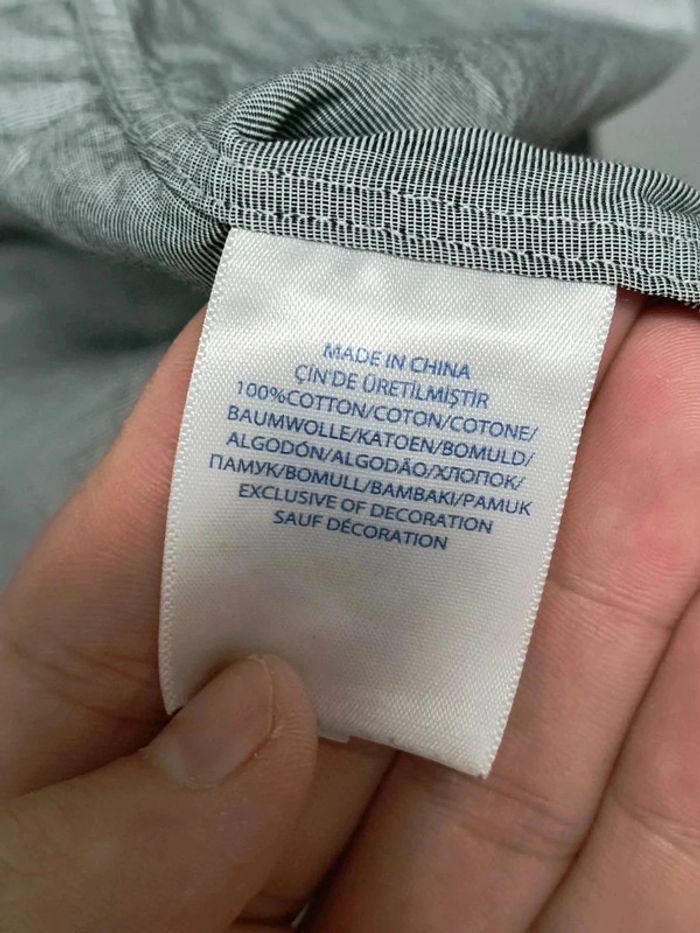 MADE IN CHINA
ÇİN'DE ÜRETİLMİŞTİR
100%COTTON/COTON/COTONE/
BAUMWOLLE/KATOEN/BOMULD/
ALGODÓN/ALGODÃO/ХЛОПОК/
ПАМУК/BOMULL/BAMBAKI/PAMUK
EXCLUSIVE OF DECORATION
SAUF DÉCORATION